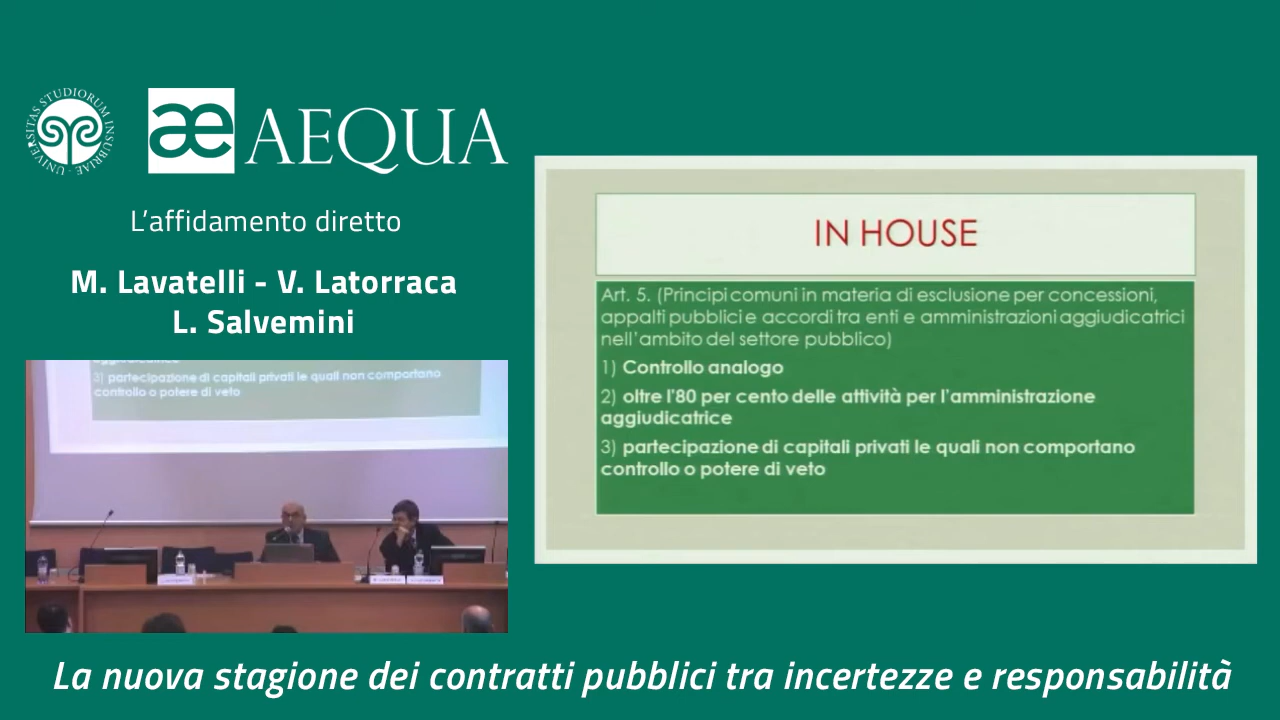 UNIVERSITAS STUDIORUM INSUBRIAE
æ AEQUA
L'affidamento diretto
M. Lavatelli - V. Latorraca
L. Salvemini
IN HOUSE
Art. 5. (Principi comuni in materia di esclusione per concessioni,
appalti pubblici e accordi tra enti e amministrazioni aggiudicatrici
nell'ambito del settore pubblico)
1) Controllo analogo
2) oltre l'80 per cento delle attività per l'amministrazione
aggiudicatrice
3) partecipazione di capitali privati le quali non comportano
controllo o potere di veto
aggiudicatrice
3) partecipazione di capitali privati le quali non comportano
controllo o potere di veto
La nuova stagione dei contratti pubblici tra incertezze e responsabilità